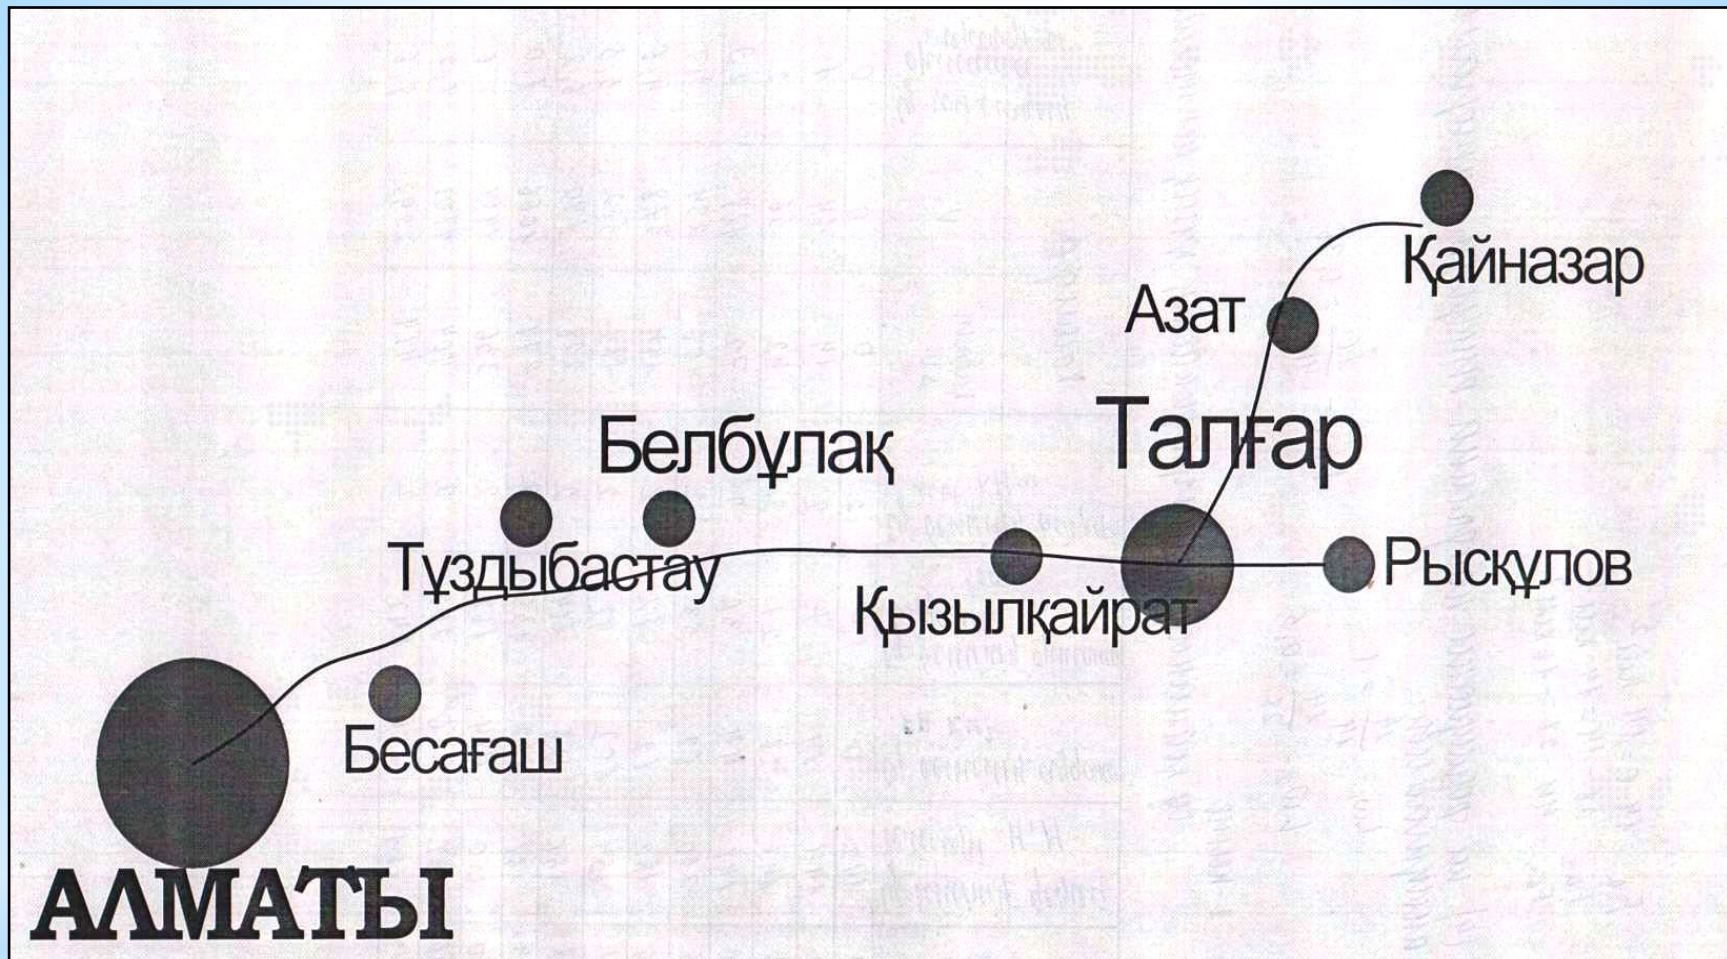 Қайназар
Азат
Талғар
Белбұлақ
Тұздыбастау
Рысқұлов
Қызылқайрат
Бесағаш
АЛМАТЫ